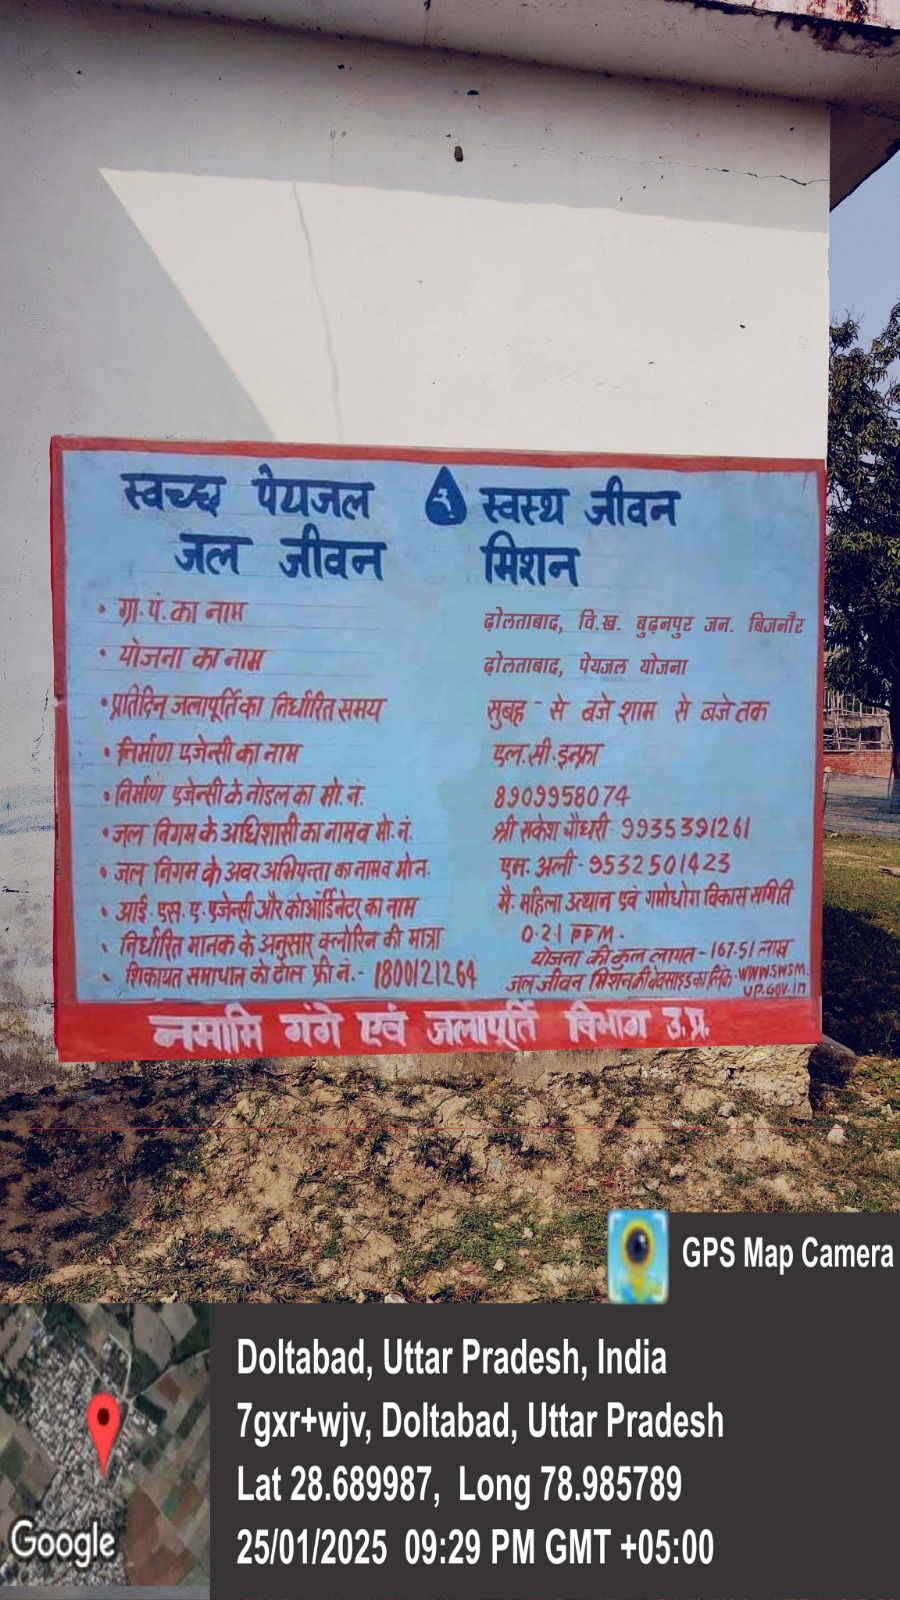 स्वच्छ पेयजल स्वस्थ जीवन
जल जीवन मिशन
• ग्रा.पं.का नाम ढ़ोलताबाद, वि.ख. बुढ़नपुर जन. बिजनौर
• योजना का नाम ढ़ोलताबाद, पेयजल योजना
• प्रतिदिन जलापूर्ति का निर्धारित समय सुबह - से बजे शाम से बजे तक
• निर्माण एजेन्सी का नाम एल.सी.इन्फ्रा
• निर्माण एजेन्सी के नोडल का मो.नं. 8909958074
• जल निगम के अधिशासी का नाम व मो.नं. श्री राकेश चौधरी- 9935391261
• जल निगम के अवर अभियन्ता का नाम व मोन. एम. अली- 9532501423
• आई.एस.ए.एजेन्सी और कोऑर्डिनेटर का नाम मै. महिला उत्थान एवं गमोधोग विकास समिति
• निर्धारित मानक के अनुसार क्लोरिन की मात्रा 0.21 PPM.
योजना की कुल लागत - 167.51 लाख
• शिकायत समाधान को टोल फ्री नं.- 1800121264 जल जीवन मिशन की वेबसाइड का लिंक WWW.SWSM.
UP.GOV.in
नमामि गंगे एवं जलापूर्ति विभाग उ.प्र.
GPS Map Camera
Doltabad, Uttar Pradesh, India
7gxr+wjv, Doltabad, Uttar Pradesh
Lat 28.689987, Long 78.985789
25/01/2025 09:29 PM GMT +05:00
Google